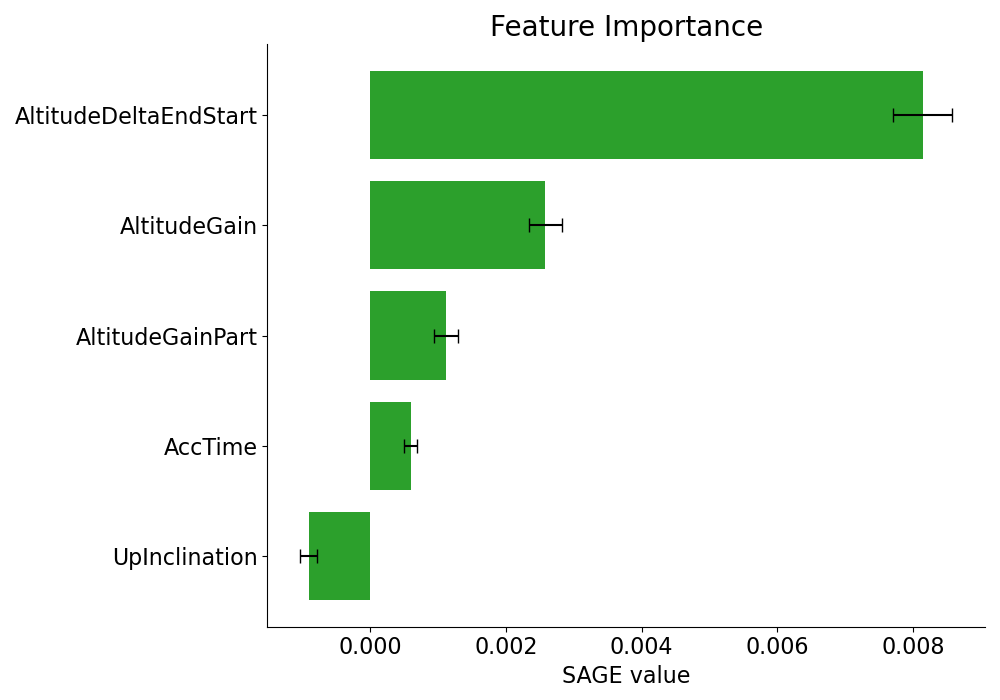 Feature Importance
AltitudeDeltaEndStart
AltitudeGain
AltitudeGainPart
AccTime
UpInclination
0.000 0.002 0.004 0.006 0.008
SAGE value